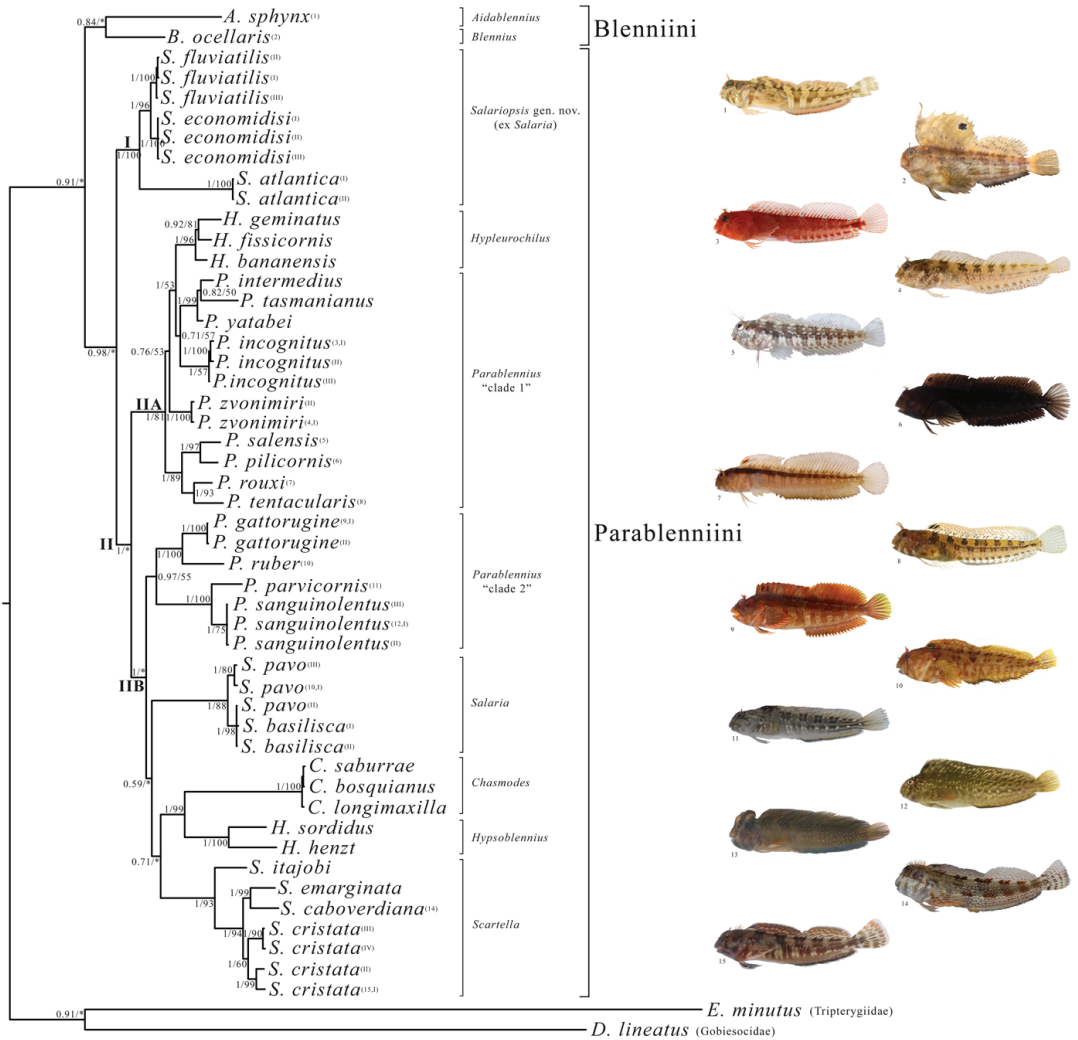 A. sphynx(1)
0.84/*
Aidablennius
B. ocellaris(2)
Blennius
Blenniini
S. fluviatilis(II)
1/100
S. fluviatilis(I)
S. fluviatilis(III)
1/96
S. economidisi(I)
Salariopsis gen. nov.
(ex Salaria)
S. economidisi(II)
I
1/100
1/100
S. economidisi(III)
S. atlantica(I)
1/100
0.91/*
S. atlantica(II)
H. geminatus
0.92/81
H. fissicornis
1/96
Hypleurochilus
H. bananensis
P. intermedius
1/53
0.82/50
P. tasmanianus
1/99
P. yatabei
0.71/57
P. incognitus(3,I)
0.98/*
0.76/53
1/100
P. incognitus(II)
1/57
P.incognitus(III)
Parablennius
"clade 1"
IIA
P. zvonimiri(II)
1/81
1/100
P. zvonimiri(4,I)
P. salensis(5)
1/97
P. pilicornis(6)
1/89
P. rouxi(7)
1/93
P. tentacularis(8)
P. gattorugine(9,I)
1/100
II
1/*
P. gattorugine(II)
1/100
P. ruber(10)
0.97/55
Parablennius
"clade 2"
P. parvicornis(11)
1/100
P. sanguinolentus(III)
P. sanguinolentus(12,I)
1/75
P. sanguinolentus(II)
Parablenniini
S. pavo(III)
1/*
1/80
IIB
S. pavo(10,I)
S. pavo(II)
1/88
Salaria
S. basilisca(I)
1/98
S. basilisca(II)
C. saburrae
0.59/*
1/100
C. bosquianus
Chasmodes
C. longimaxilla
1/99
H. sordidus
1/100
Hypsoblennius
H. henzt
0.71/*
S. itajobi
S. emarginata
1/99
1/93
S. caboverdiana(14)
S. cristata(III)
Scartella
1/94
1/90
S. cristata(IV)
1/60
S. cristata(II)
1/99
S. cristata(15,I)
E. minutus (Tripterygiidae)
0.91/*
D. lineatus (Gobiesocidae)
1
2
3
4
5
6
7
8
9
10
11
12
13
14
15